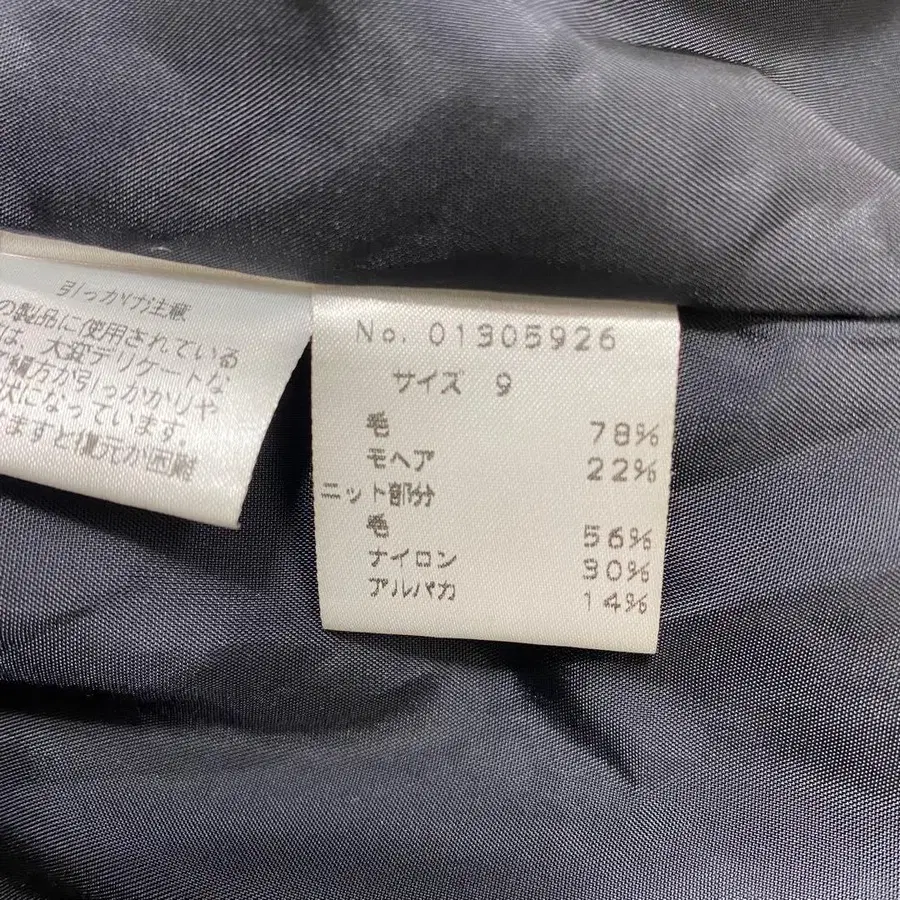 引っかけ注意
の製品に使用されている
は、大変デリケートな
方が引っかかりや
状になっています。
ますと復元が困難
No. 01305926
サイズ 9
毛 78%
モヘア 22%
ニット部分
毛 56%
ナイロン 30%
アルパカ 14%